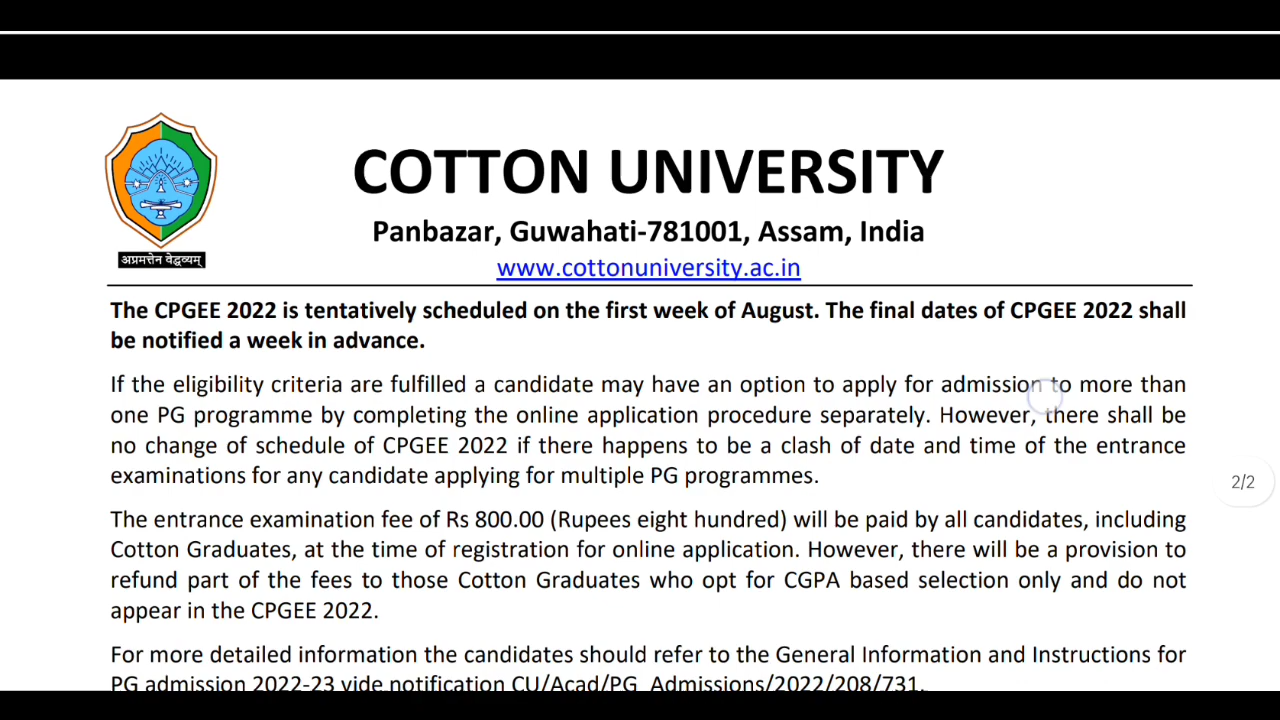 COTTON UNIVERSITY
Panbazar, Guwahati-781001, Assam, India
www.cottonuniversity.ac.in
अप्रमत्तेन वेद्धव्यम्
The CPGEE 2022 is tentatively scheduled on the first week of August. The final dates of CPGEE 2022 shall
be notified a week in advance.
If the eligibility criteria are fulfilled a candidate may have an option to apply for admission to more than
one PG programme by completing the online application procedure separately. However, there shall be
no change of schedule of CPGEE 2022 if there happens to be a clash of date and time of the entrance
examinations for any candidate applying for multiple PG programmes.
2/2
The entrance examination fee of Rs 800.00 (Rupees eight hundred) will be paid by all candidates, including
Cotton Graduates, at the time of registration for online application. However, there will be a provision to
refund part of the fees to those Cotton Graduates who opt for CGPA based selection only and do not
appear in the CPGEE 2022.
For more detailed information the candidates should refer to the General Information and Instructions for
PG admission 2022-23 vide notification CU/Acad/PG_Admissions/2022/208/731.